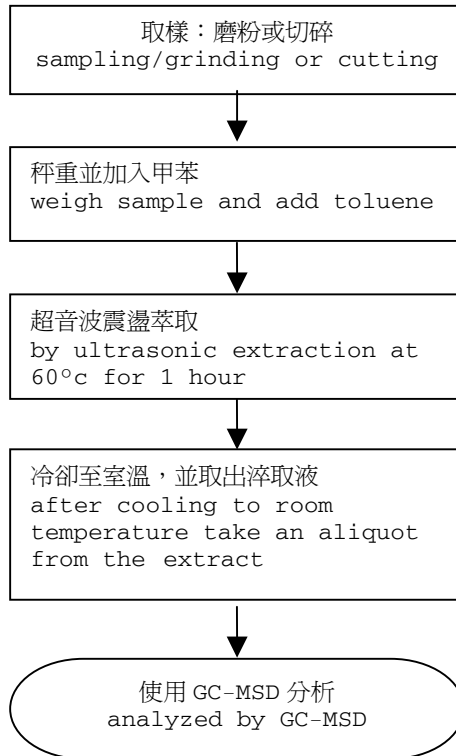 取樣：磨粉或切碎
sampling/grinding or cutting
秤重並加入甲苯
weigh sample and add toluene
超音波震盪萃取
by ultrasonic extraction at
60ºc for 1 hour
冷卻至室溫，並取出淬取液
after cooling to room
temperature take an aliquot
from the extract
使用 GC-MSD 分析
analyzed by GC-MSD